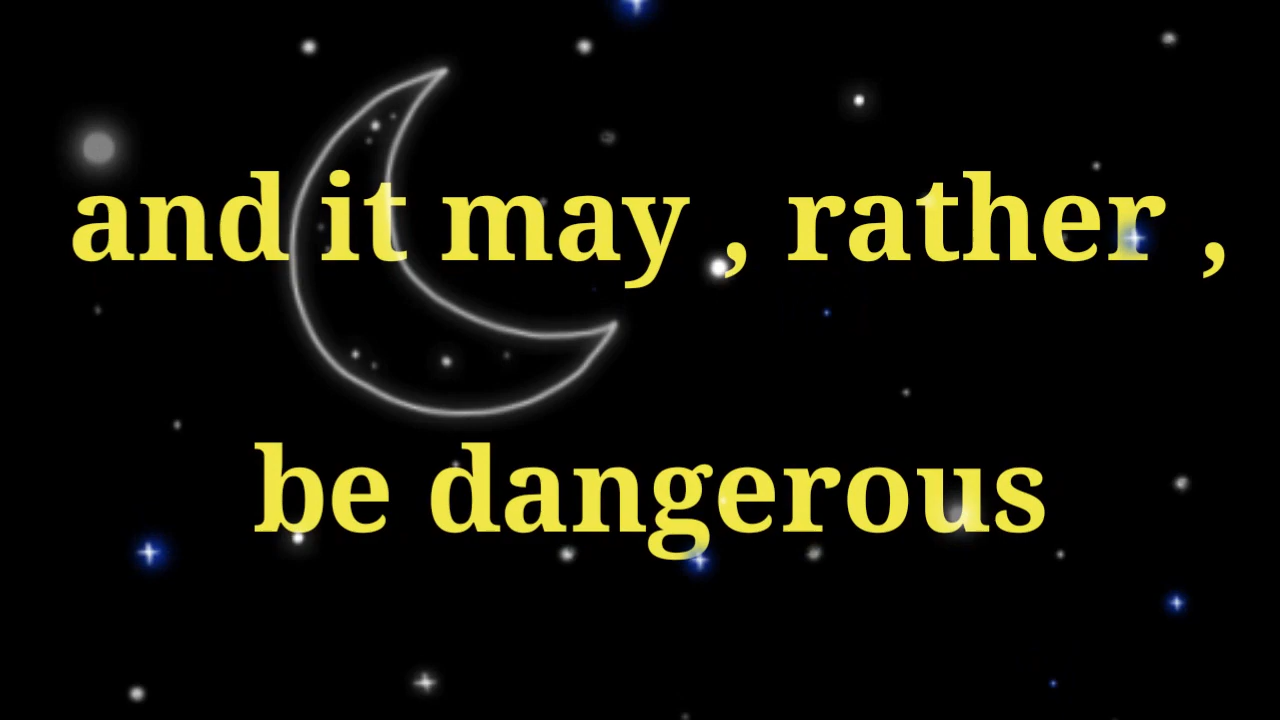 and it may , rather ,
be dangerous